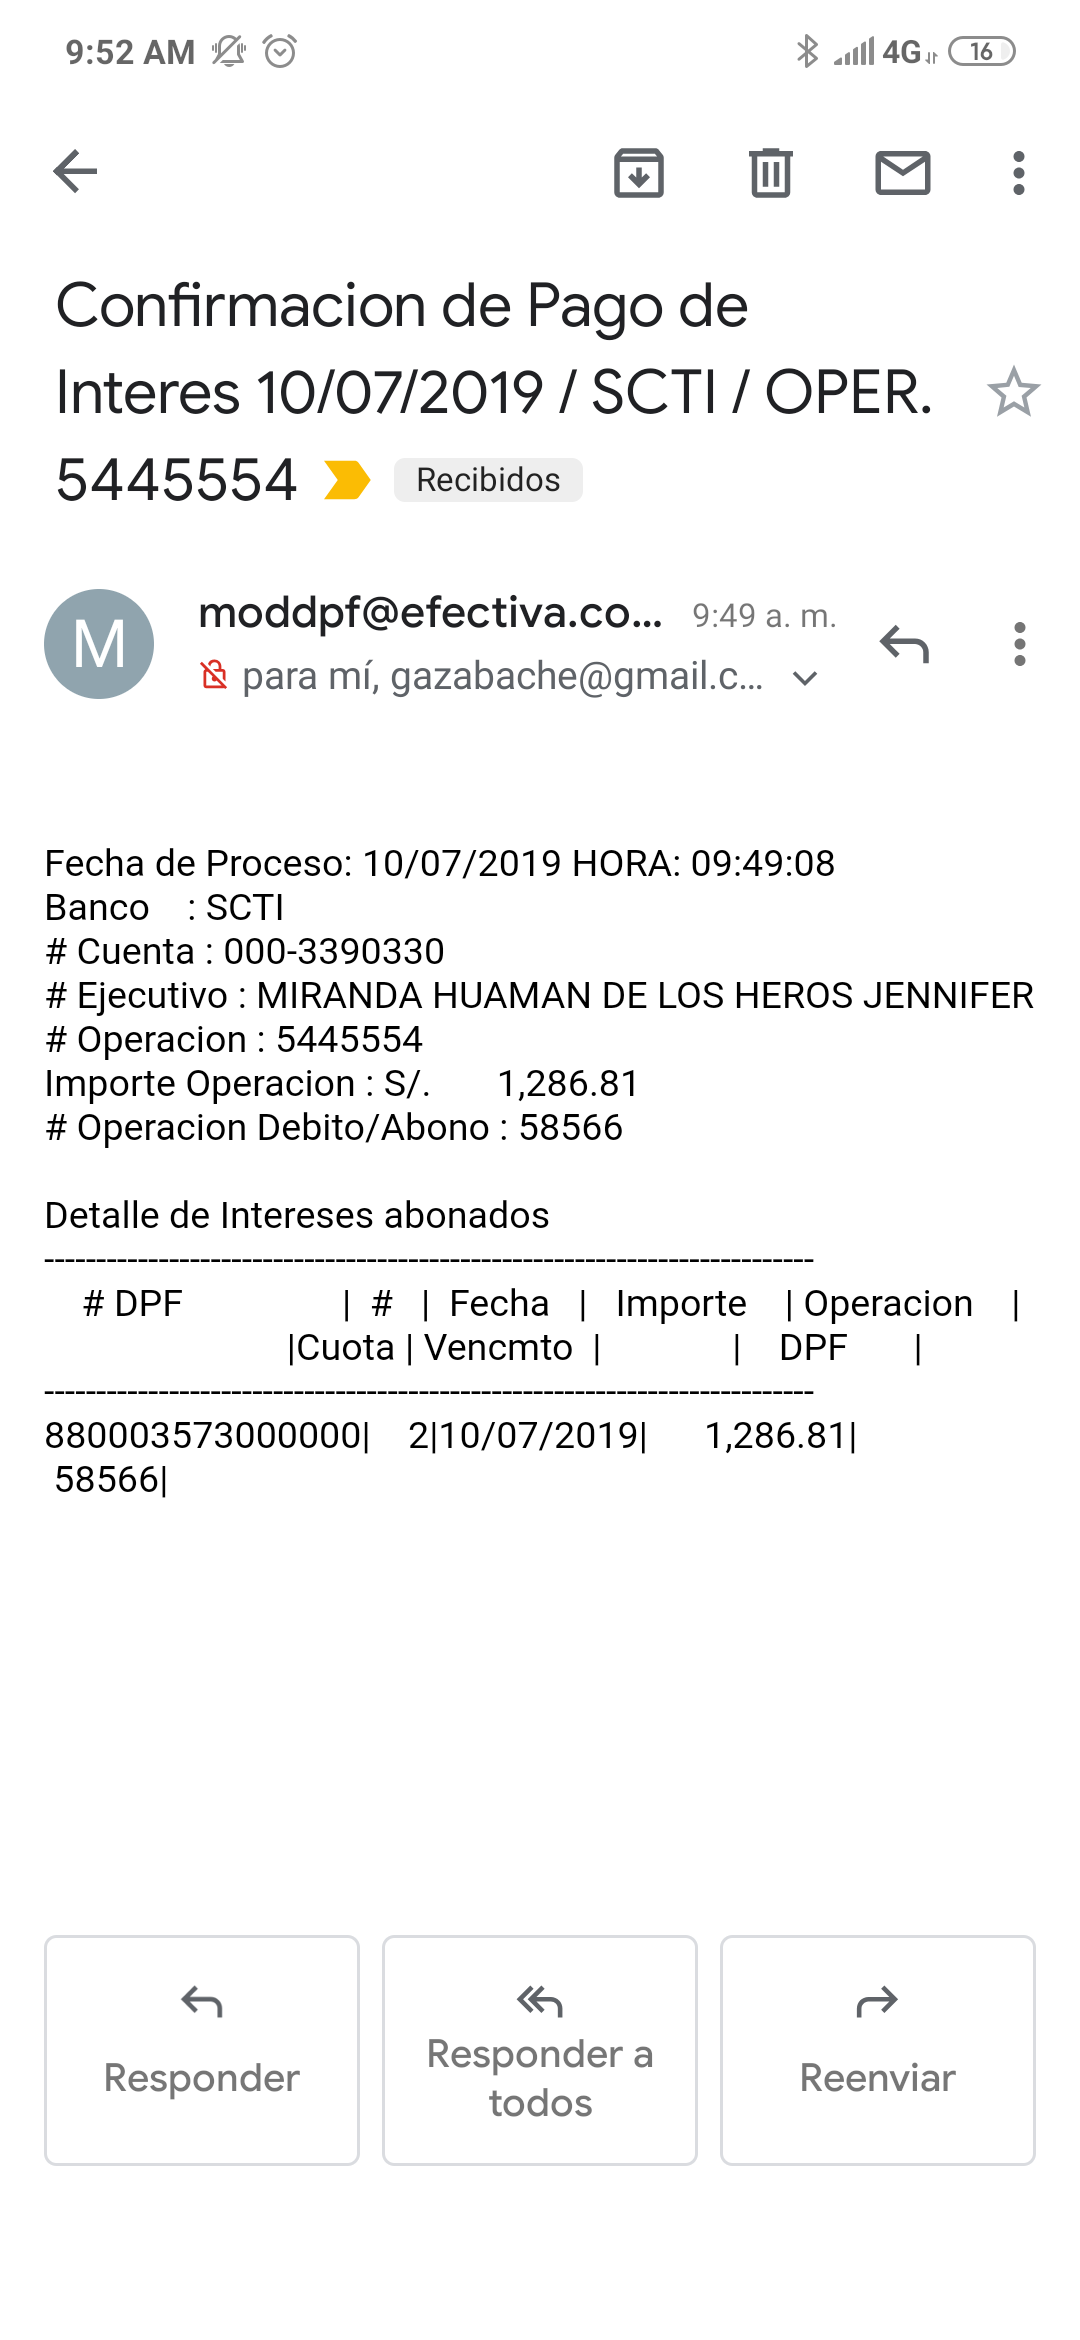 9:52 AM 4G 16
Confirmacion de Pago de
Interes 10/07/2019 / SCTI / OPER.
5445554 Recibidos
M
moddpf@efectiva.co... 9:49 a. m.
para mí, gazabache@gmail.c...
Fecha de Proceso: 10/07/2019 HORA: 09:49:08
Banco : SCTI
# Cuenta : 000-3390330
# Ejecutivo : MIRANDA HUAMAN DE LOS HEROS JENNIFER
# Operacion : 5445554
Importe Operacion : S/. 1,286.81
# Operacion Debito/Abono : 58566
Detalle de Intereses abonados
--------------------------------------------------------------------------
# DPF | # | Fecha | Importe | Operacion |
|Cuota | Vencmto | | DPF |
--------------------------------------------------------------------------
880003573000000| 2|10/07/2019| 1,286.81|
58566|
Responder
Responder a
todos
Reenviar